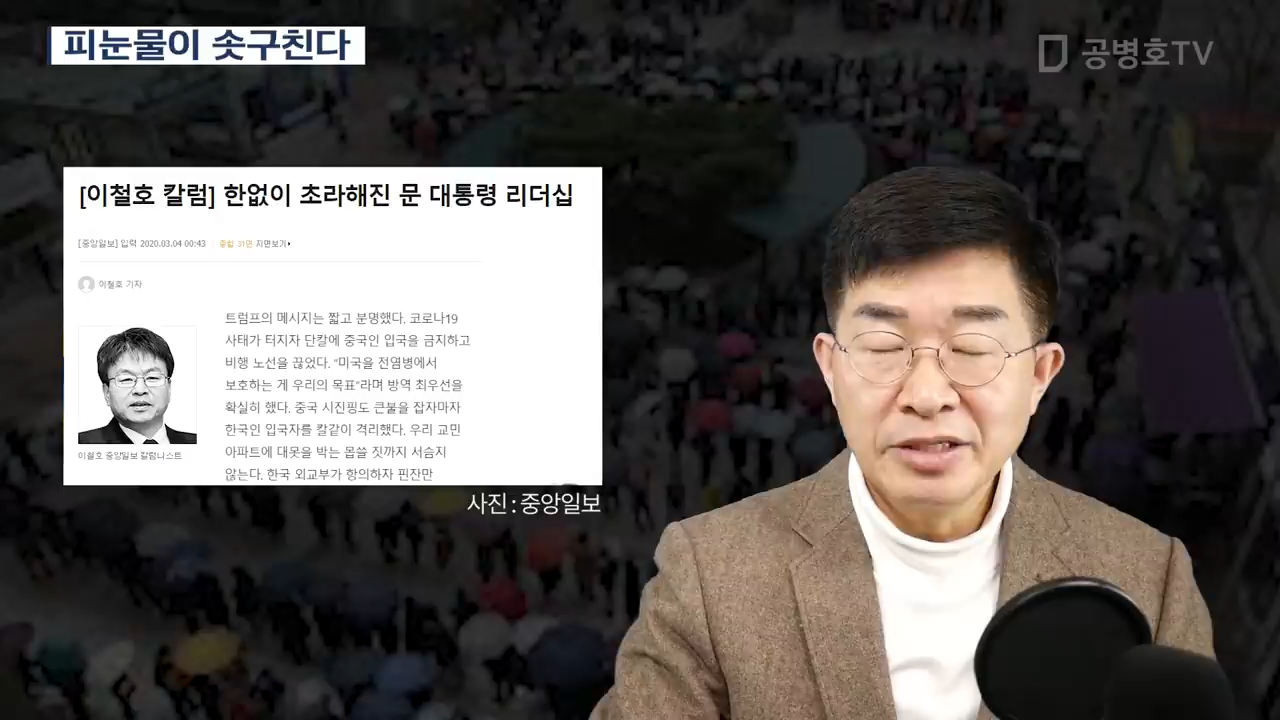 피눈물이 솟구친다
공병호TV
[이철호 칼럼] 한없이 초라해진 문 대통령 리더십
[중앙일보] 입력 2020.03.04 00:43 종합 31면 지면보기
이철호 기자
트럼프의 메시지는 짧고 분명했다. 코로나19
사태가 터지자 단칼에 중국인 입국을 금지하고
비행 노선을 끊었다. “미국을 전염병에서
보호하는 게 우리의 목표”라며 방역 최우선을
확실히 했다. 중국 시진핑도 큰불을 잡자마자
한국인 입국자를 칼같이 격리했다. 우리 교민
아파트에 대못을 박는 몹쓸 짓까지 서슴지
않는다. 한국 외교부가 항의하자 핀잔만
이철호 중앙일보 칼럼니스트
사진 : 중앙일보